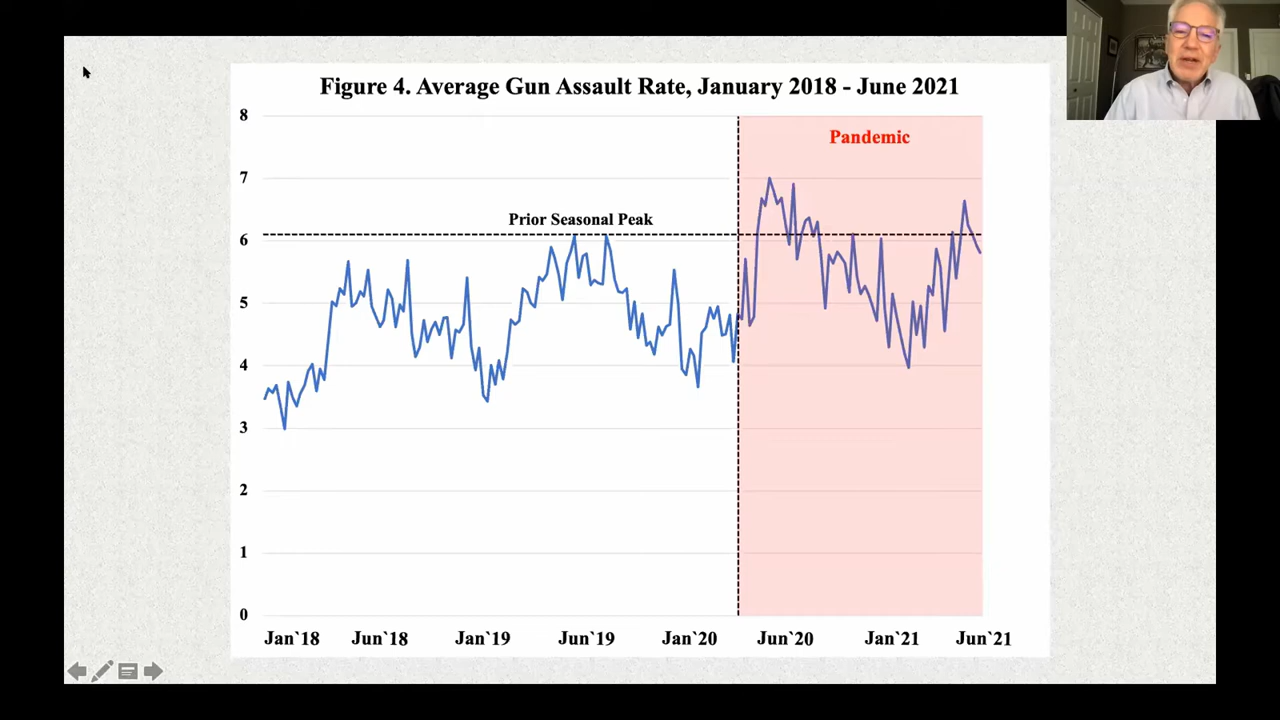 Figure 4. Average Gun Assault Rate, January 2018 - June 2021
8
Pandemic
7
Prior Seasonal Peak
6
5
4
3
2
1
0
Jan`18 Jun`18 Jan`19 Jun`19 Jan`20 Jun`20 Jan`21 Jun`21